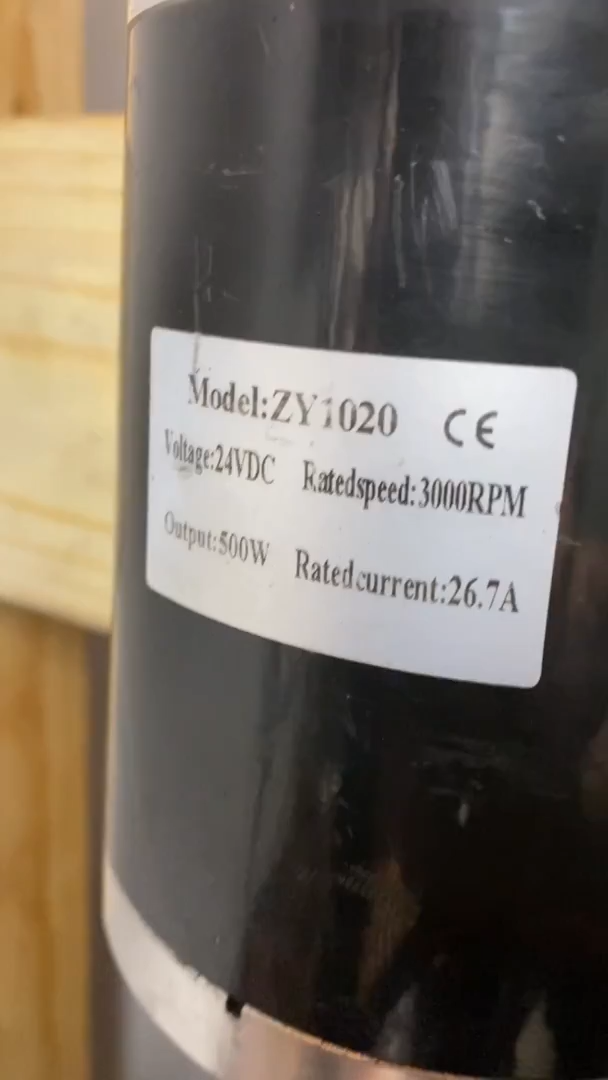 Model:ZY1020 CE
Voltage:24VDC Ratedspeed:3000RPM
Output:500W Ratedcurrent:26.7A